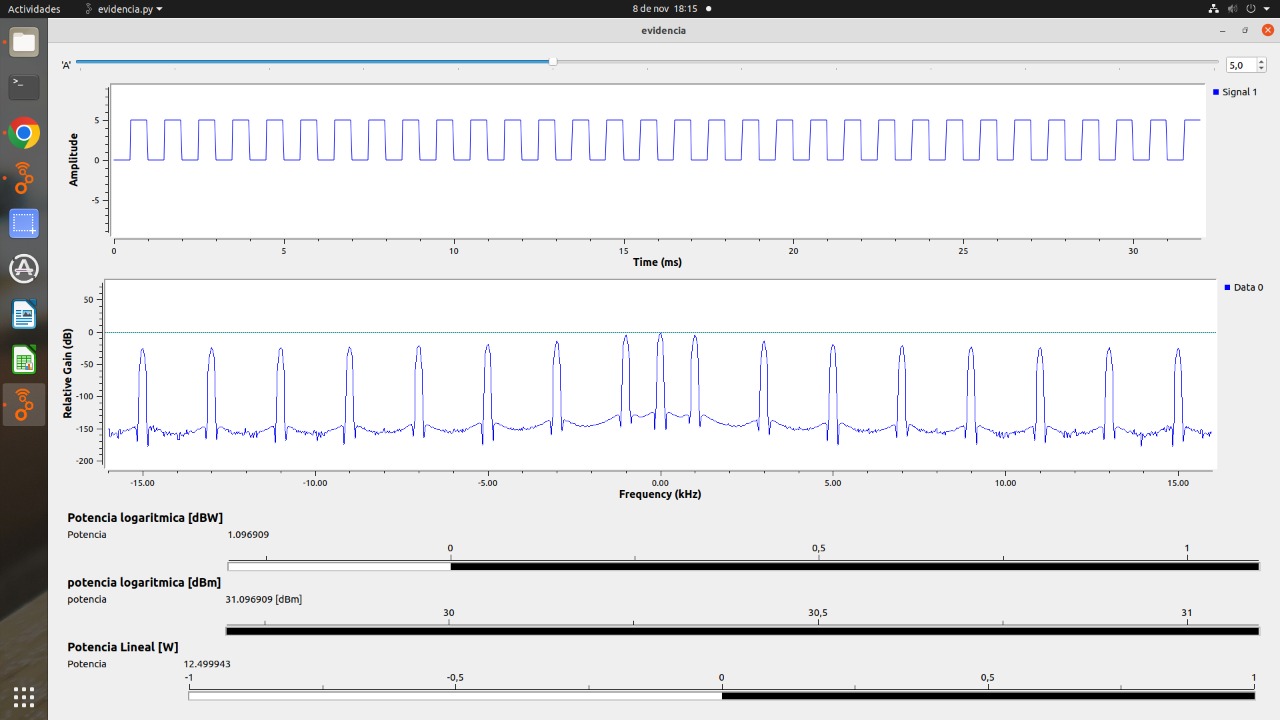 Actividades evidencia.py 8 de nov 18:15
evidencia
'A' 5,0
Signal 1
Amplitude
5
0
-5
0 5 10 15 20 25 30
Time (ms)
Data 0
Relative Gain (dB)
50
0
-50
-100
-150
-200
-15.00 -10.00 -5.00 0.00 5.00 10.00 15.00
Frequency (kHz)
Potencia logaritmica [dBW]
Potencia 1.096909
0 0,5 1
potencia logaritmica [dBm]
potencia 31.096909 [dBm]
30 30,5 31
Potencia Lineal [W]
Potencia 12.499943
-1 -0,5 0 0,5 1